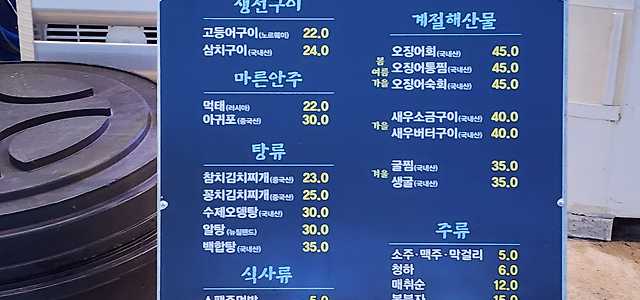 생선구이
고등어구이(노르웨이) 22.0
삼치구이(국내산) 24.0
마른안주
먹태(러시아) 22.0
아귀포(중국산) 30.0
탕류
참치김치찌개(중국산) 23.0
꽁치김치찌개(중국산) 25.0
수제오뎅탕(국내산) 30.0
알탕(뉴질랜드) 30.0
백합탕(국내산) 35.0
식사류
계절해산물
봄 여름 가을
오징어회(국내산) 45.0
오징어통찜(국내산) 45.0
오징어숙회(국내산) 45.0
가을
새우소금구이(국내산) 40.0
새우버터구이(국내산) 40.0
겨울
굴찜(국내산) 35.0
생굴(국내산) 35.0
주류
소주·맥주·막걸리 5.0
청하 6.0
매취순 12.0
복분자 15.0